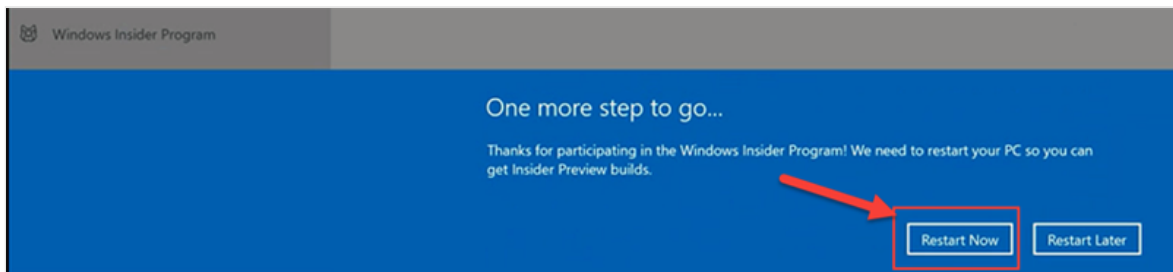 Windows Insider Program
One more step to go...
Thanks for participating in the Windows Insider Program! We need to restart your PC so you can
get Insider Preview builds.
Restart Now
Restart Later